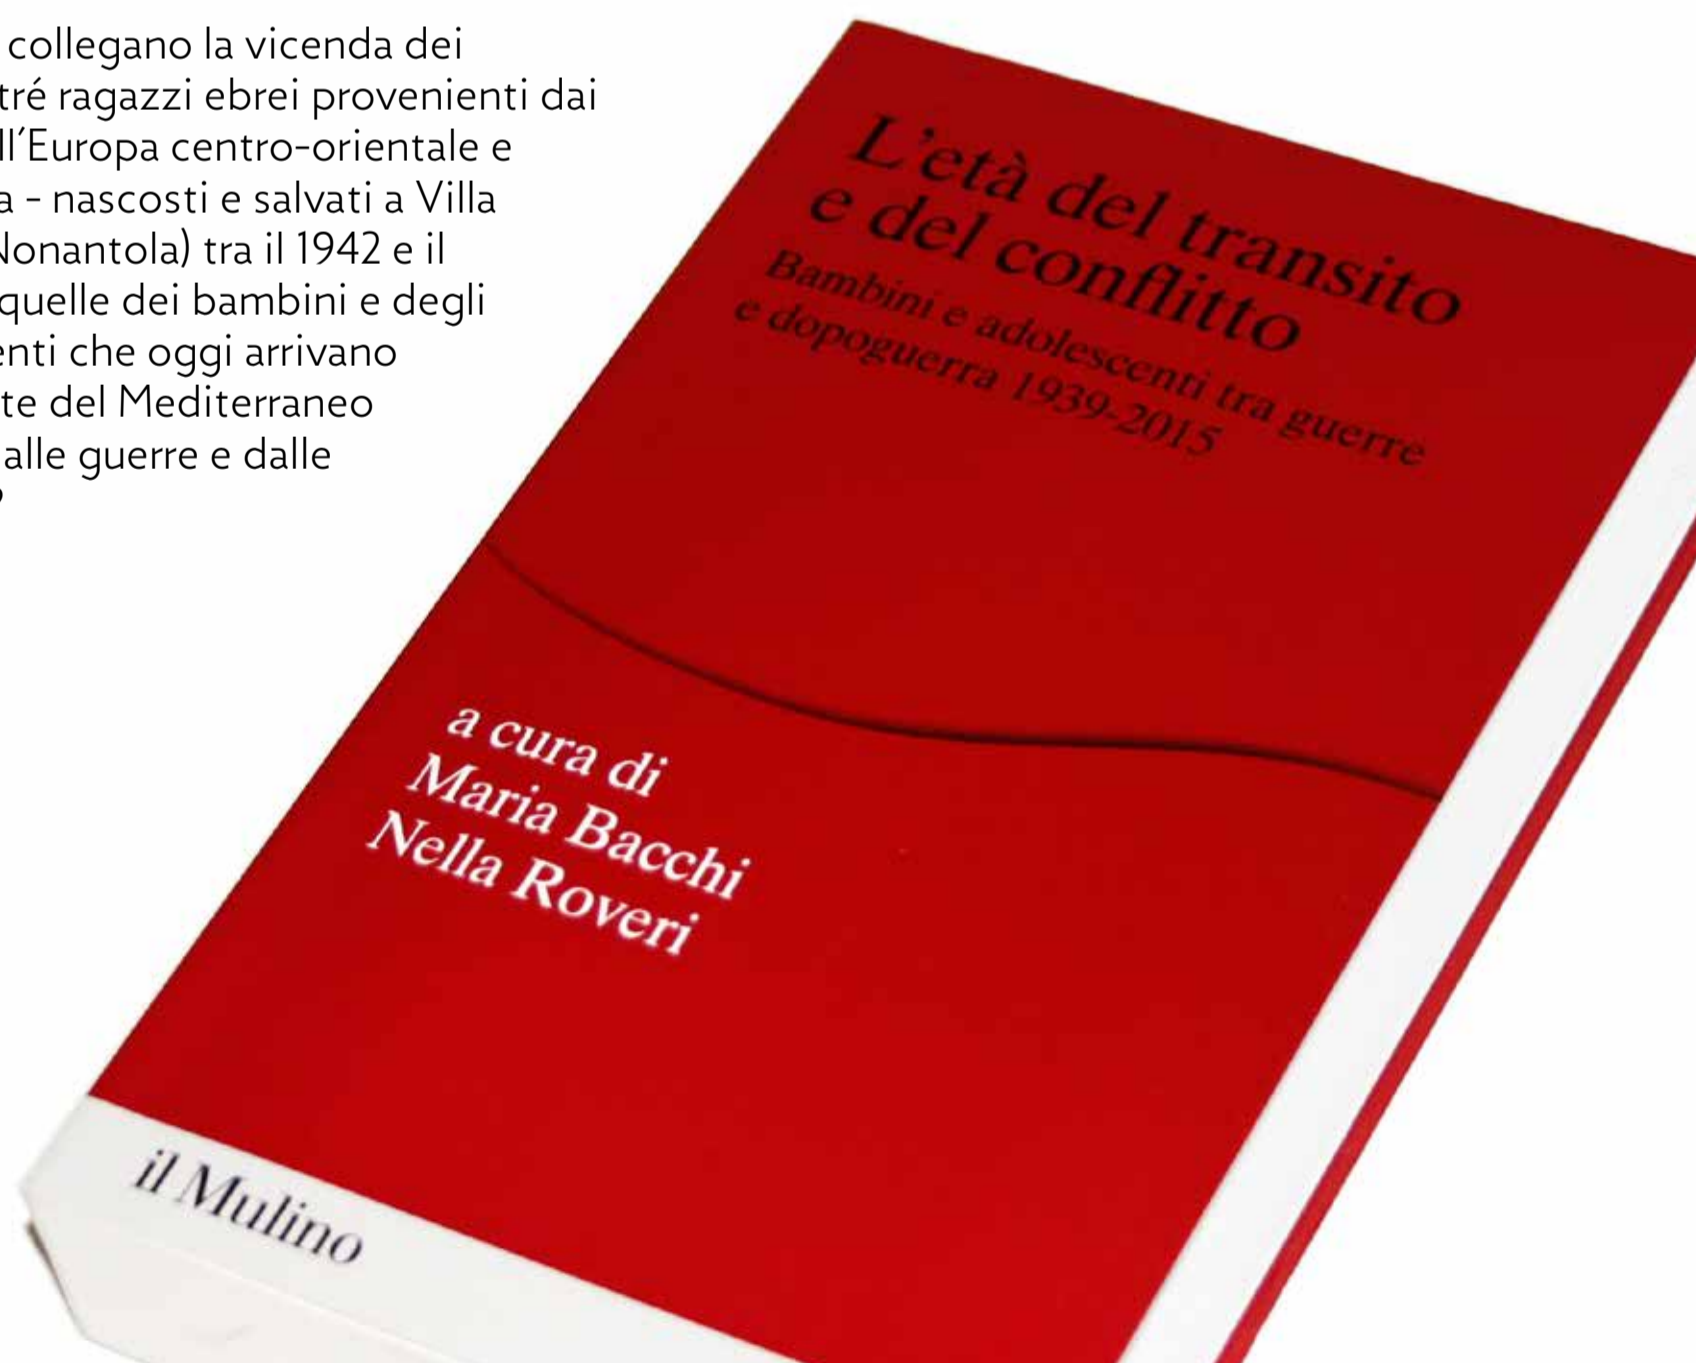 collegano la vicenda dei
tré ragazzi ebrei provenienti dai
ll'Europa centro-orientale e
a - nascosti e salvati a Villa
Nonantola) tra il 1942 e il
quelle dei bambini e degli
enti che oggi arrivano
te del Mediterraneo
alle guerre e dalle
L'età del transito
e del conflitto
Bambini e adolescenti tra guerre
e dopoguerra 1939-2015
a cura di
Maria Bacchi
Nella Roveri
il Mulino